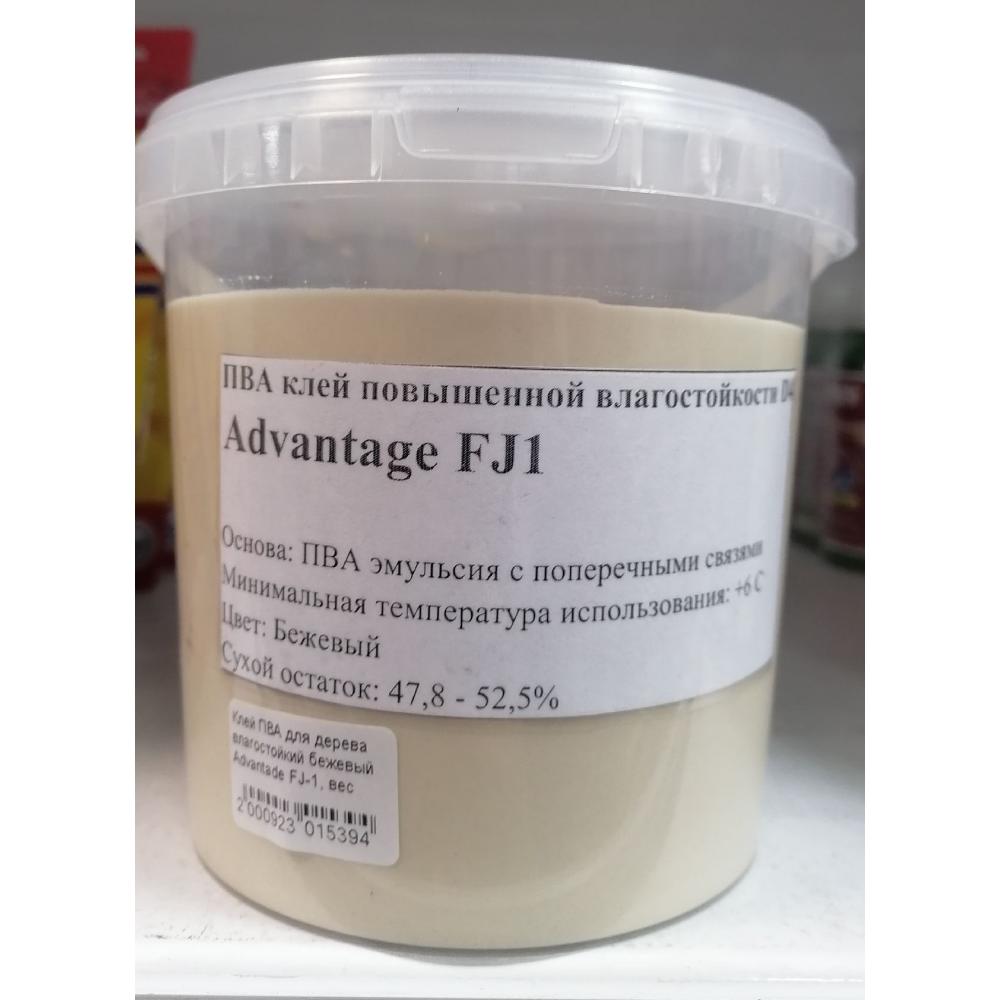 ПВА клей повышенной влагостойкости
Advantage FJ1
Основа: ПВА эмульсия с поперечными связями
Минимальная температура использования: +6 C
Цвет: Бежевый
Сухой остаток: 47,8 - 52,5%
Клей ПВА для дерева
влагостойкий бежевый
Advantade FJ-1, вес
2 000923 015394